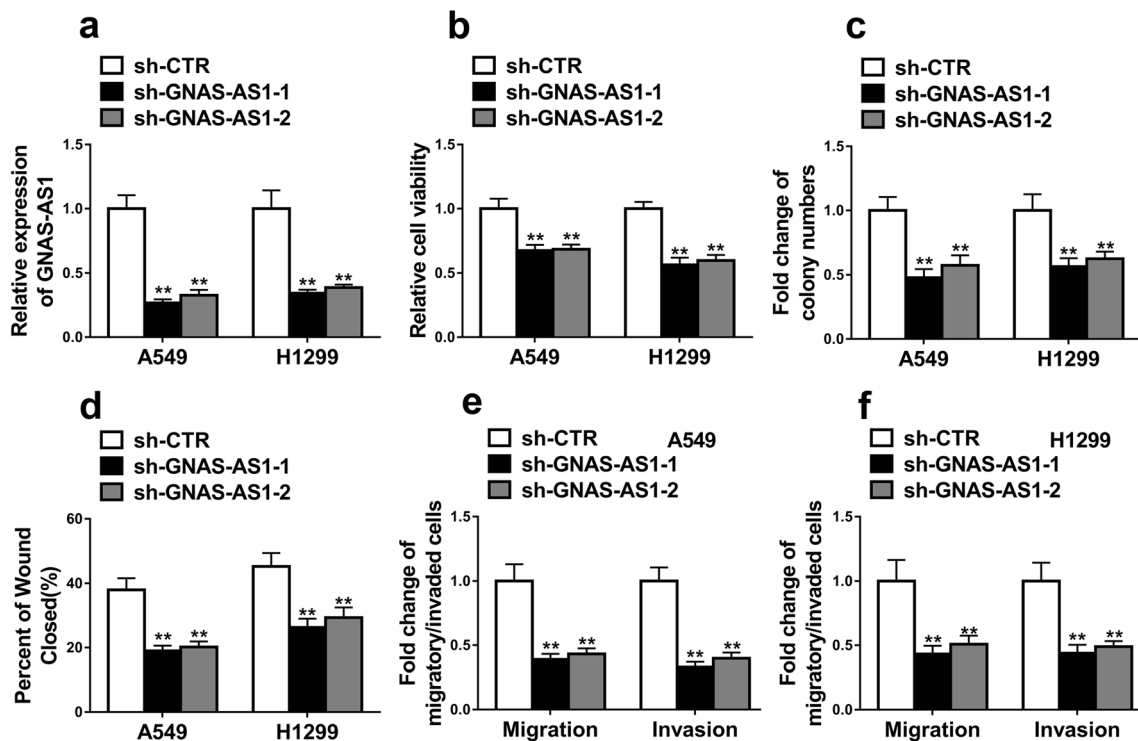 a
sh-CTR
sh-GNAS-AS1-1
sh-GNAS-AS1-2
Relative expression
of GNAS-AS1
1.5
1.0
0.5
0.0
** **
** **
A549 H1299
b
sh-CTR
sh-GNAS-AS1-1
sh-GNAS-AS1-2
Relative cell viability
1.5
1.0
0.5
0.0
** **
** **
A549 H1299
c
sh-CTR
sh-GNAS-AS1-1
sh-GNAS-AS1-2
Fold change of
colony numbers
1.5
1.0
0.5
0.0
** **
** **
A549 H1299
d
sh-CTR
sh-GNAS-AS1-1
sh-GNAS-AS1-2
Percent of Wound
Closed(%)
60
40
20
0
** **
** **
A549 H1299
e
sh-CTR A549
sh-GNAS-AS1-1
sh-GNAS-AS1-2
Fold change of
migratory/invaded cells
1.5
1.0
0.5
0.0
** **
** **
Migration Invasion
f
sh-CTR H1299
sh-GNAS-AS1-1
sh-GNAS-AS1-2
Fold change of
migratory/invaded cells
1.5
1.0
0.5
0.0
** **
** **
Migration Invasion